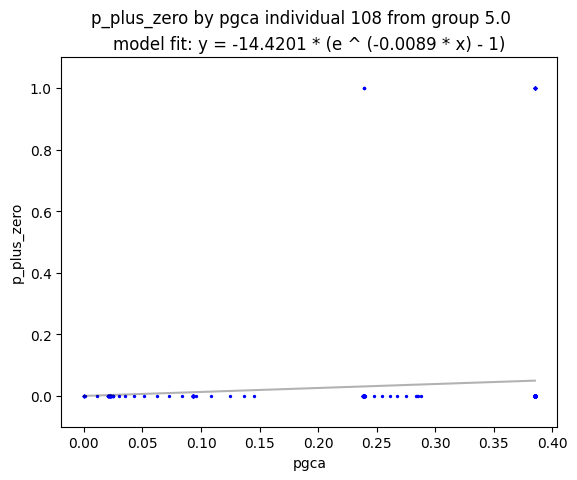 p_plus_zero by pgca individual 108 from group 5.0
model fit: y = -14.4201 * (e ^ (-0.0089 * x) - 1)
1.0
0.8
0.6
0.4
0.2
0.0
p_plus_zero
0.00 0.05 0.10 0.15 0.20 0.25 0.30 0.35 0.40
pgca